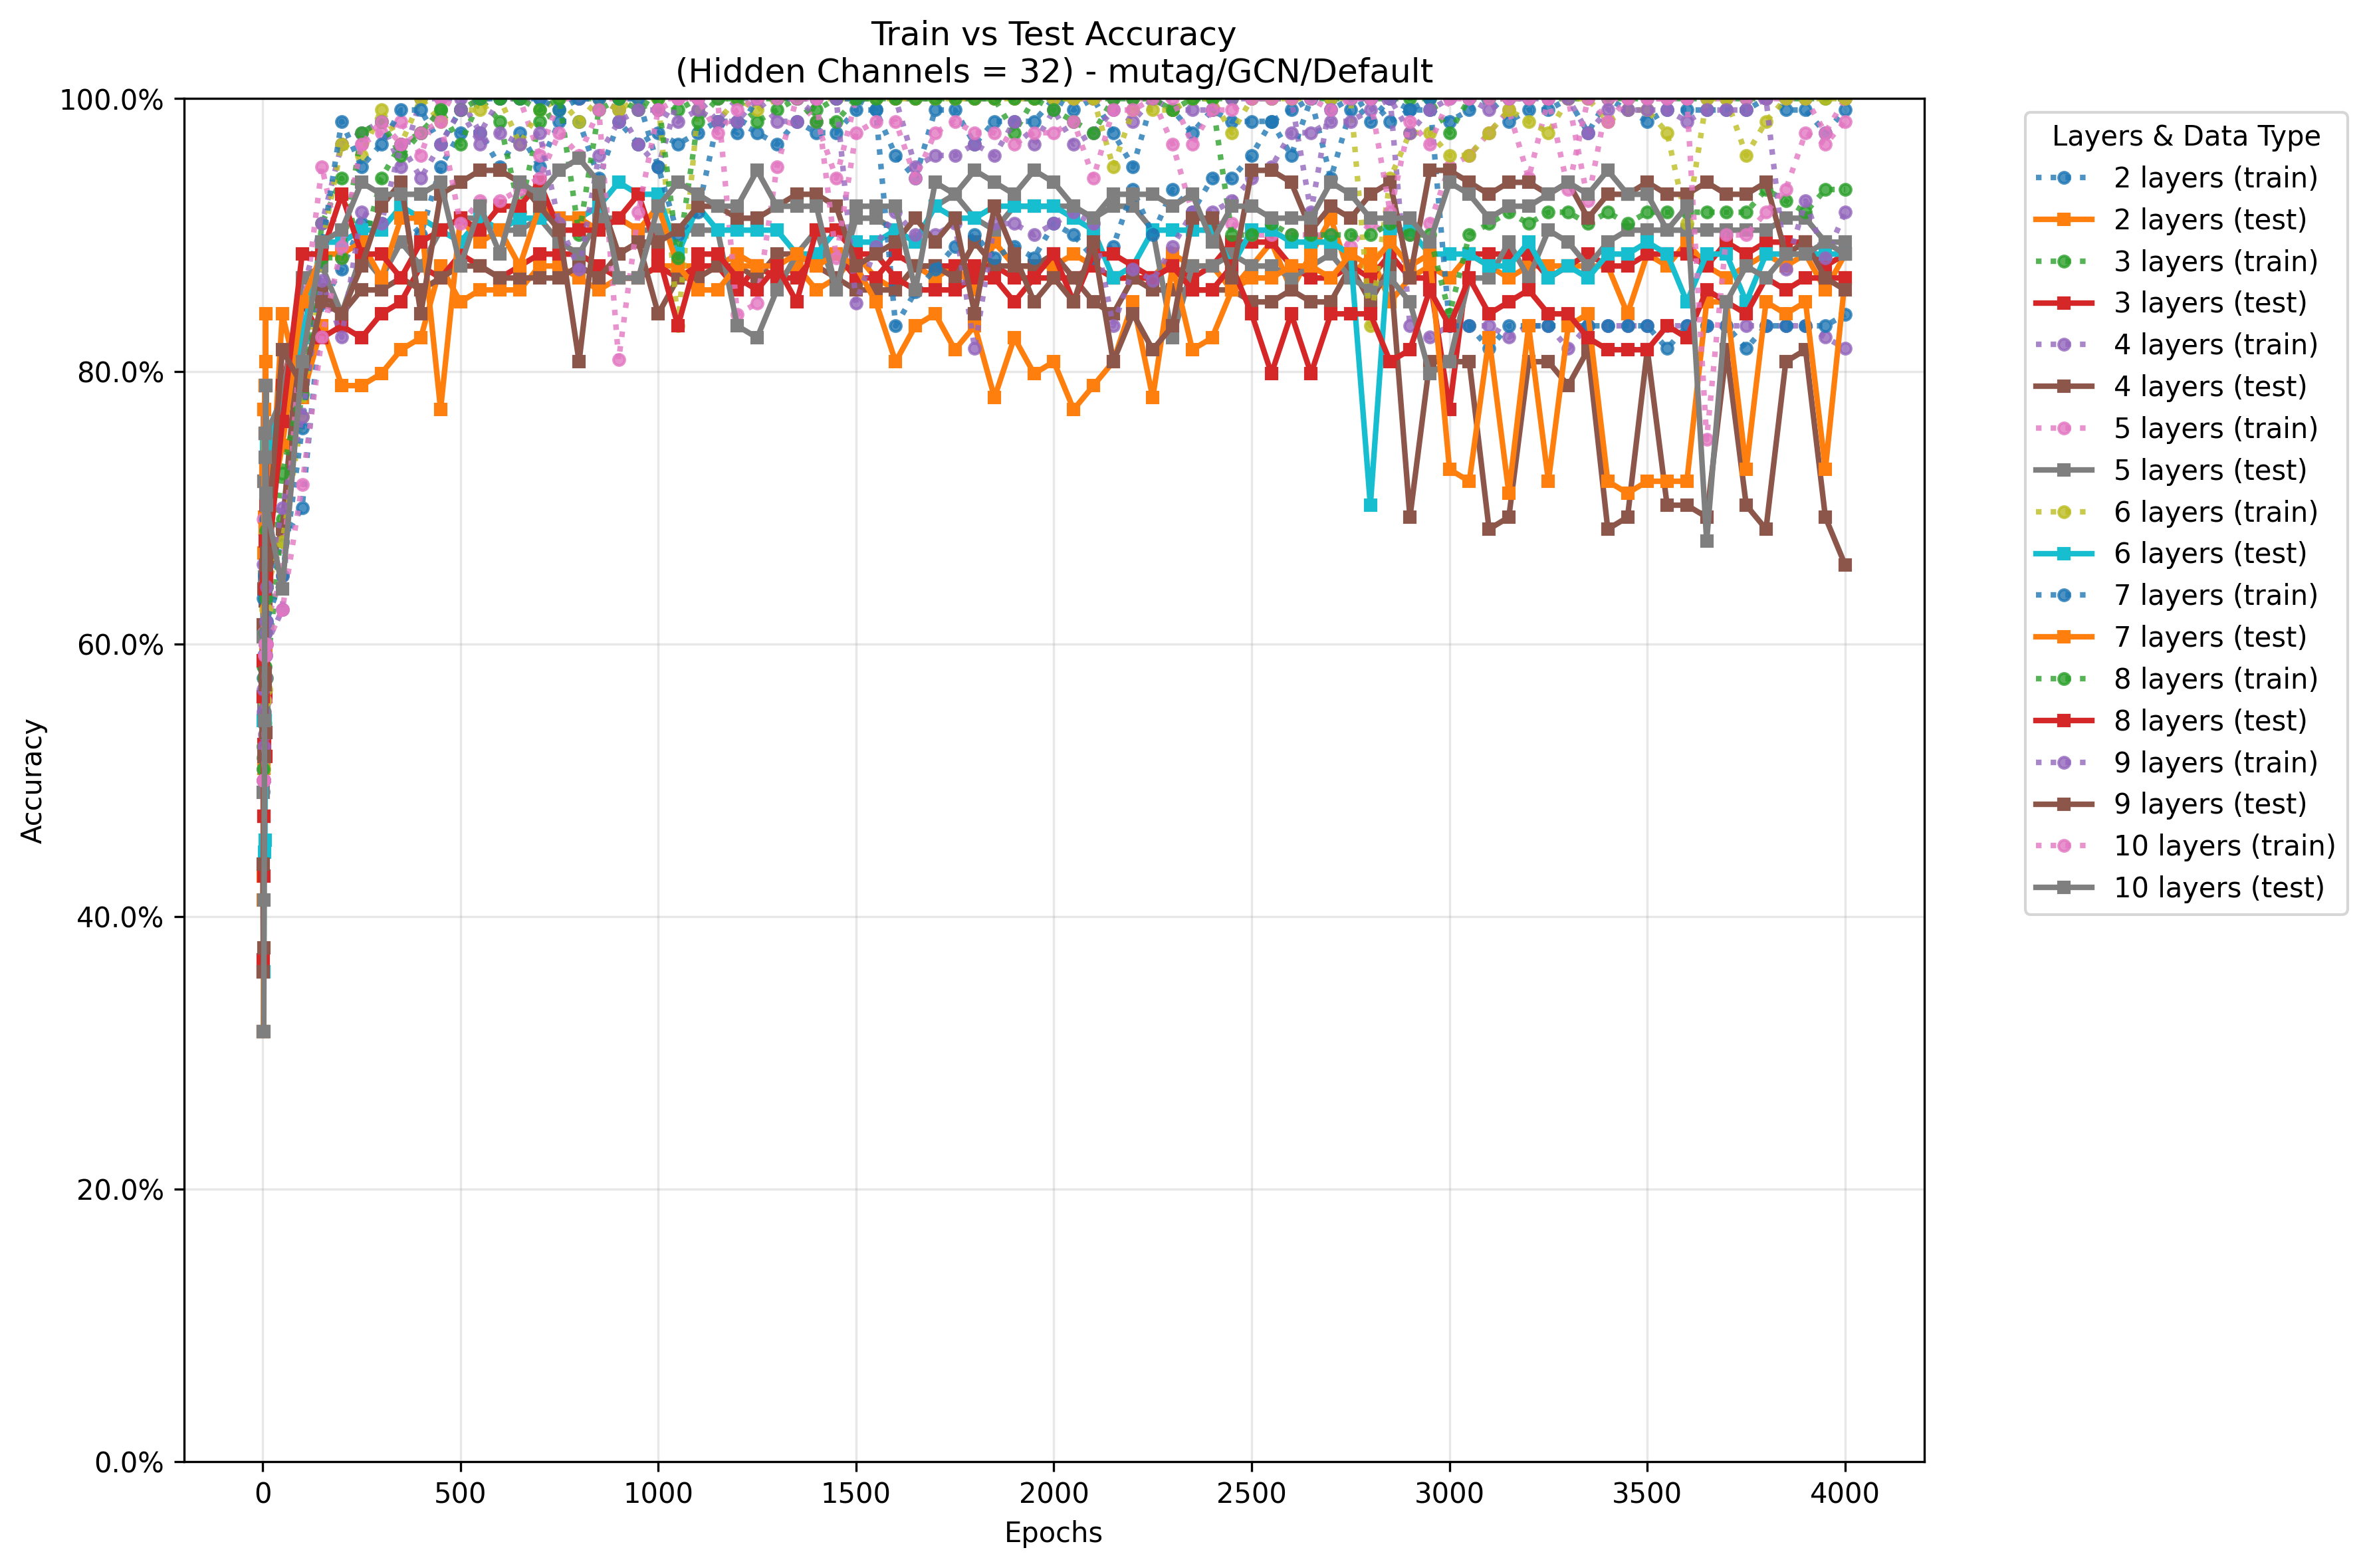 Train vs Test Accuracy
(Hidden Channels = 32) - mutag/GCN/Default
100.0%
80.0%
60.0%
40.0%
20.0%
0.0%
Accuracy
0
500
1000
1500
2000
2500
3000
3500
4000
Epochs
Layers & Data Type
2 layers (train)
2 layers (test)
3 layers (train)
3 layers (test)
4 layers (train)
4 layers (test)
5 layers (train)
5 layers (test)
6 layers (train)
6 layers (test)
7 layers (train)
7 layers (test)
8 layers (train)
8 layers (test)
9 layers (train)
9 layers (test)
10 layers (train)
10 layers (test)